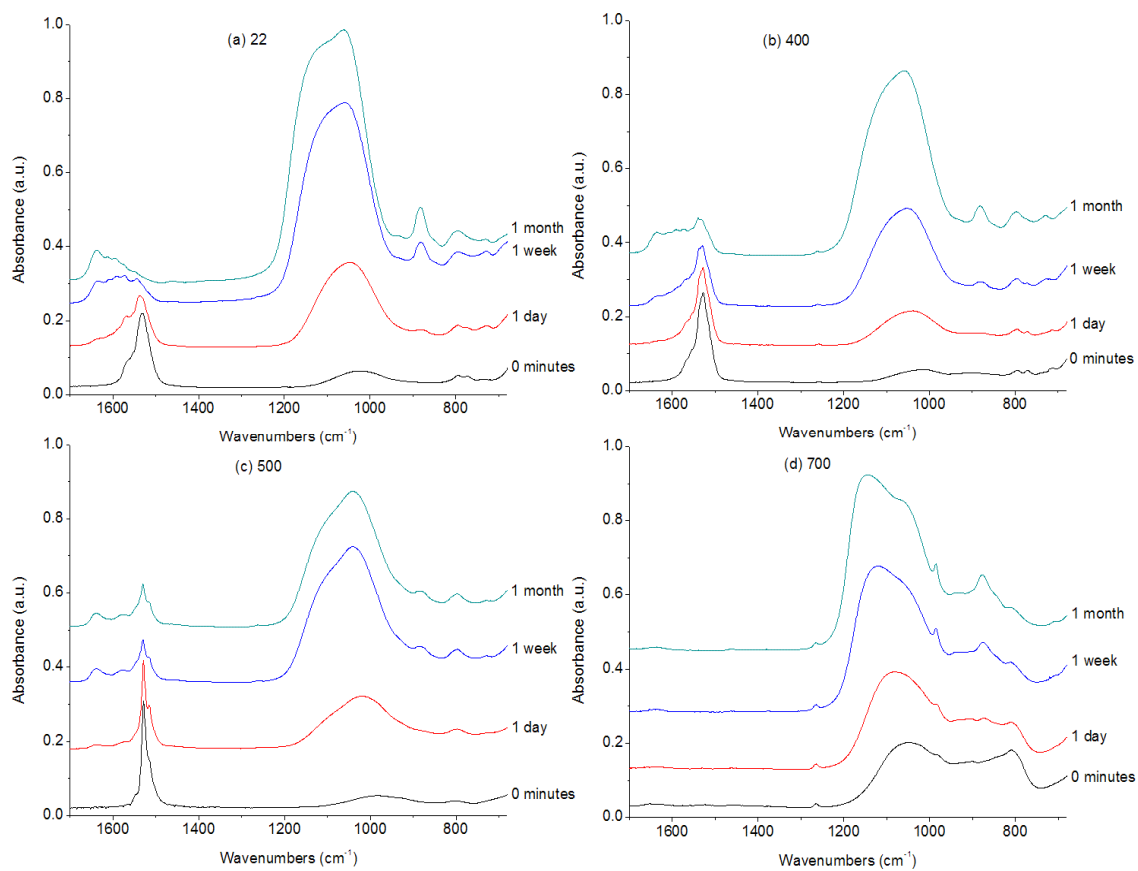 (a) 22
1.0
0.8
0.6
0.4
0.2
0.0
Absorbance (a.u.)
1 month
1 week
1 day
0 minutes
1600 1400 1200 1000 800
Wavenumbers (cm⁻¹)
(b) 400
1.0
0.8
0.6
0.4
0.2
0.0
Absorbance (a.u.)
1 month
1 week
1 day
0 minutes
1600 1400 1200 1000 800
Wavenumbers (cm⁻¹)
(c) 500
1.0
0.8
0.6
0.4
0.2
0.0
Absorbance (a.u.)
1 month
1 week
1 day
0 minutes
1600 1400 1200 1000 800
Wavenumbers (cm⁻¹)
(d) 700
1.0
0.8
0.6
0.4
0.2
0.0
Absorbance (a.u.)
1 month
1 week
1 day
0 minutes
1600 1400 1200 1000 800
Wavenumbers (cm⁻¹)